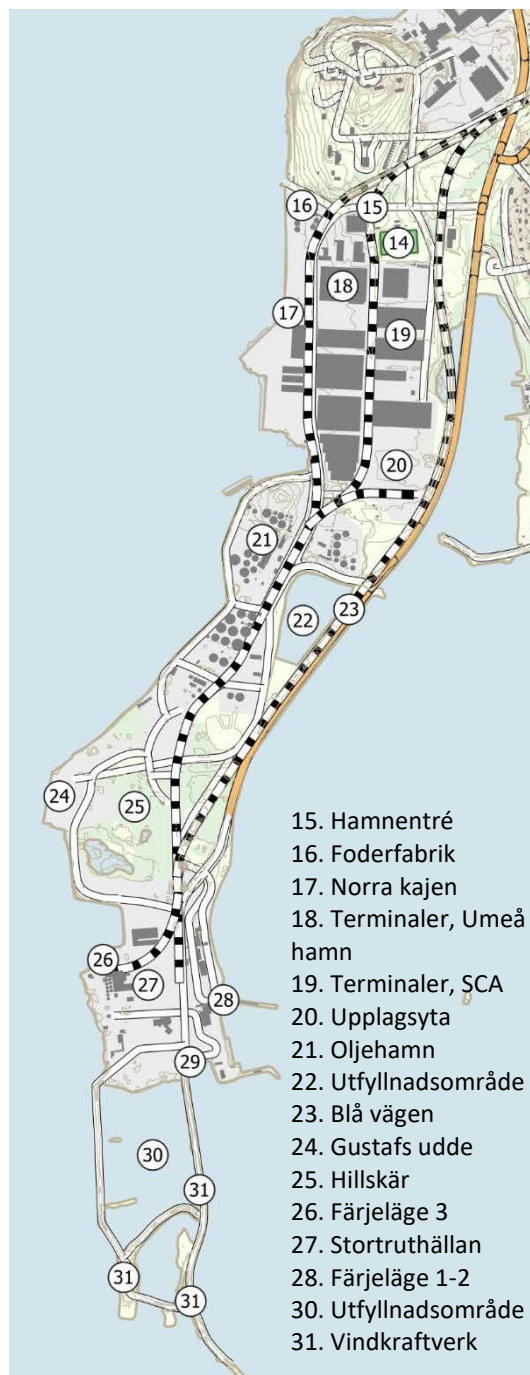 16
15
14
18
17
19
20
21
23
22
24
25
26
27
28
29
30
31
31
31
15. Hamnentré
16. Foderfabrik
17. Norra kajen
18. Terminaler, Umeå
hamn
19. Terminaler, SCA
20. Upplagsyta
21. Oljehamn
22. Utfyllnadsområde
23. Blå vägen
24. Gustafs udde
25. Hillskär
26. Färjeläge 3
27. Stortruthällan
28. Färjeläge 1-2
30. Utfyllnadsområde
31. Vindkraftverk